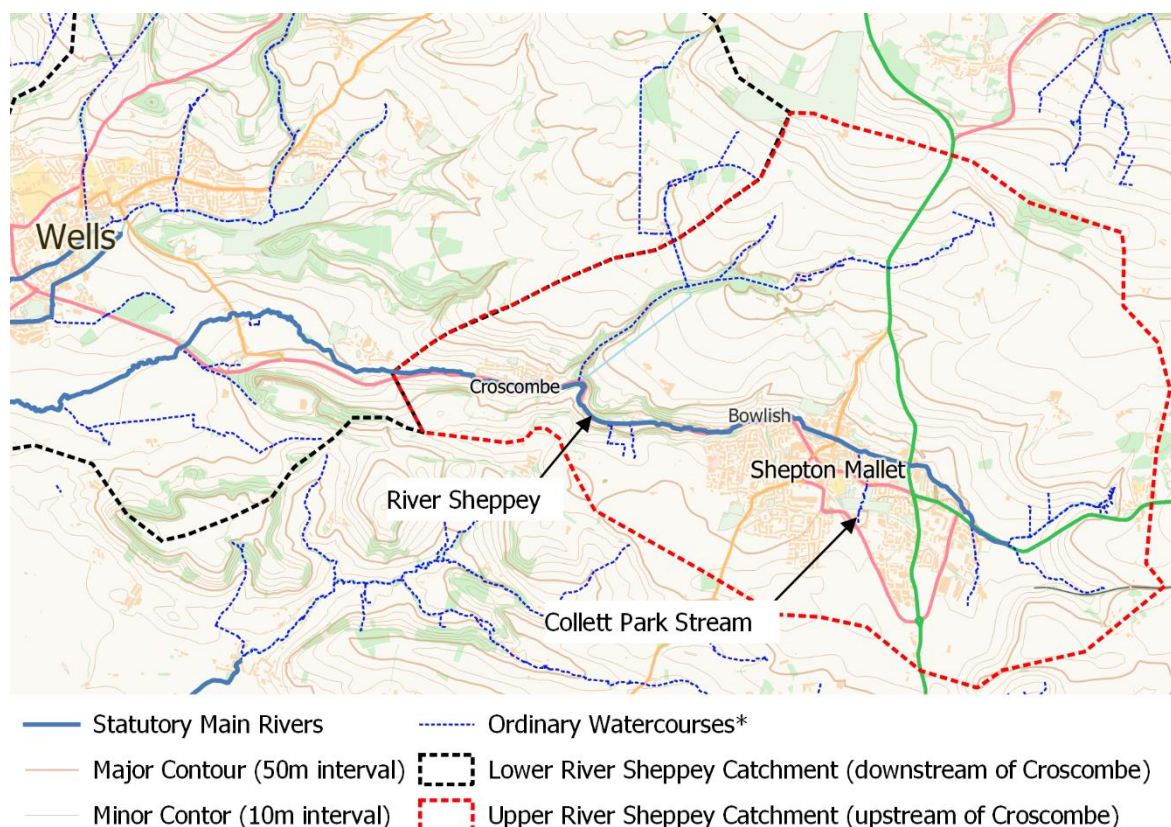 Wells
Croscombe
Bowlish
Shepton Mallet
River Sheppey
Collett Park Stream
Statutory Main Rivers
Ordinary Watercourses*
Major Contour (50m interval)
Lower River Sheppey Catchment (downstream of Croscombe)
Minor Contor (10m interval)
Upper River Sheppey Catchment (upstream of Croscombe)